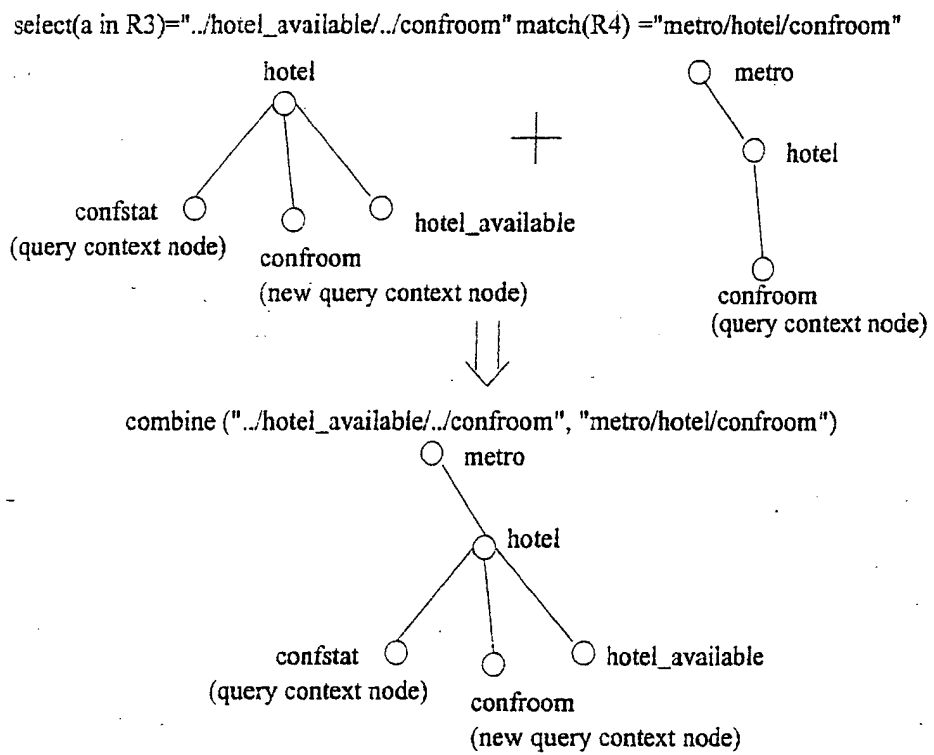 select(a in R3)="../hotel_available/../confroom" match(R4) ="metro/hotel/confroom"
hotel
metro
hotel
confstat
(query context node)
hotel_available
confroom
(new query context node)
confroom
(query context node)
combine ("../hotel_available/../confroom", "metro/hotel/confroom")
metro
hotel
confstat
(query context node)
hotel_available
confroom
(new query context node)